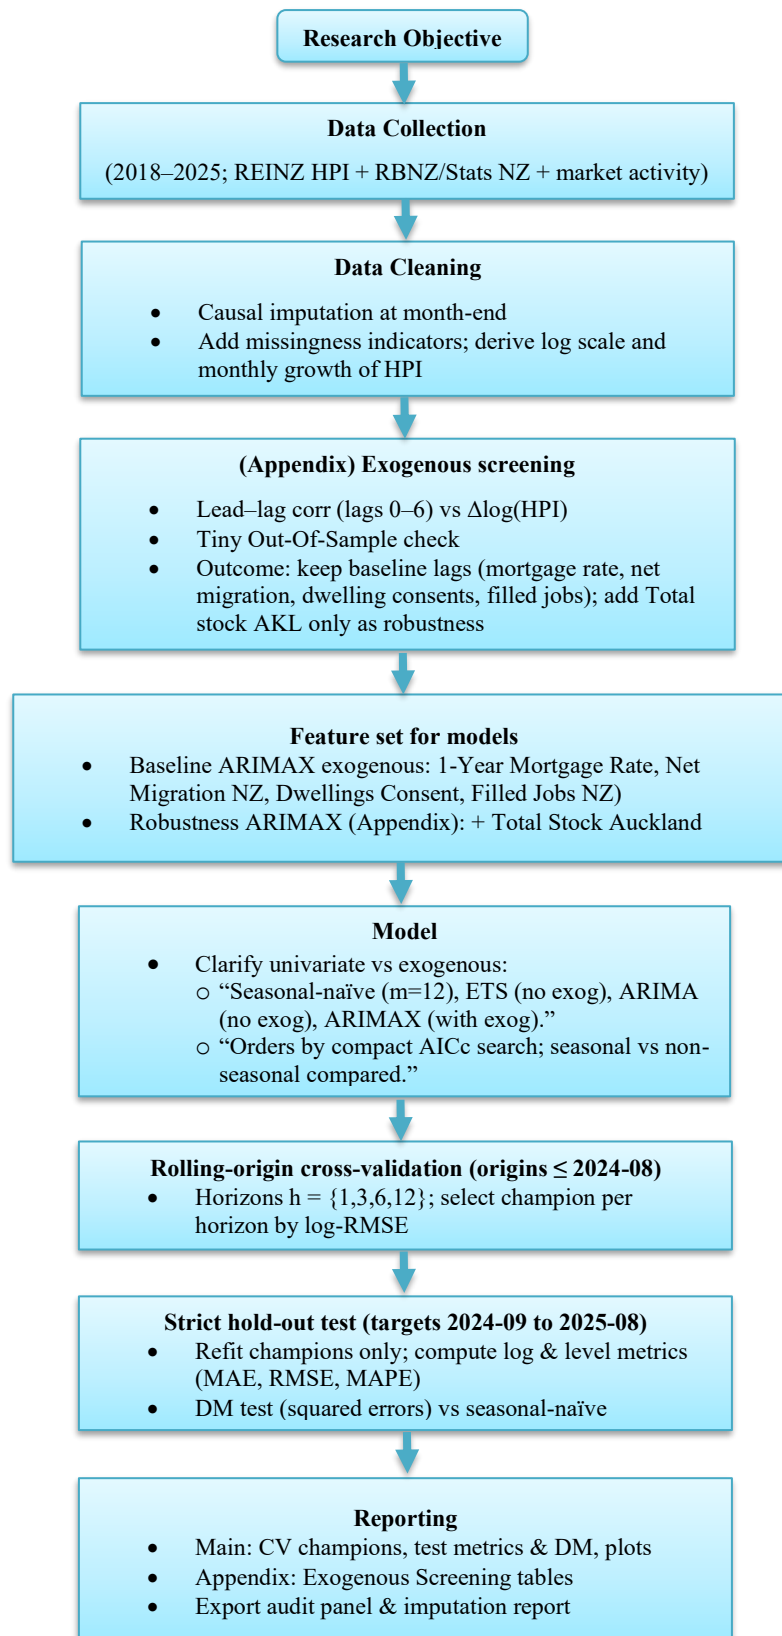 Research Objective
Data Collection
(2018–2025; REINZ HPI + RBNZ/Stats NZ + market activity)
Data Cleaning
• Causal imputation at month-end
• Add missingness indicators; derive log scale and
monthly growth of HPI
(Appendix) Exogenous screening
• Lead–lag corr (lags 0–6) vs Δlog(HPI)
• Tiny Out-Of-Sample check
• Outcome: keep baseline lags (mortgage rate, net
migration, dwelling consents, filled jobs); add Total
stock AKL only as robustness
Feature set for models
• Baseline ARIMAX exogenous: 1-Year Mortgage Rate, Net
Migration NZ, Dwellings Consent, Filled Jobs NZ)
• Robustness ARIMAX (Appendix): + Total Stock Auckland
Model
• Clarify univariate vs exogenous:
o “Seasonal-naïve (m=12), ETS (no exog), ARIMA
(no exog), ARIMAX (with exog).”
o “Orders by compact AICc search; seasonal vs non-
seasonal compared.”
Rolling-origin cross-validation (origins ≤ 2024-08)
• Horizons h = {1,3,6,12}; select champion per
horizon by log-RMSE
Strict hold-out test (targets 2024-09 to 2025-08)
• Refit champions only; compute log & level metrics
(MAE, RMSE, MAPE)
• DM test (squared errors) vs seasonal-naïve
Reporting
• Main: CV champions, test metrics & DM, plots
• Appendix: Exogenous Screening tables
• Export audit panel & imputation report